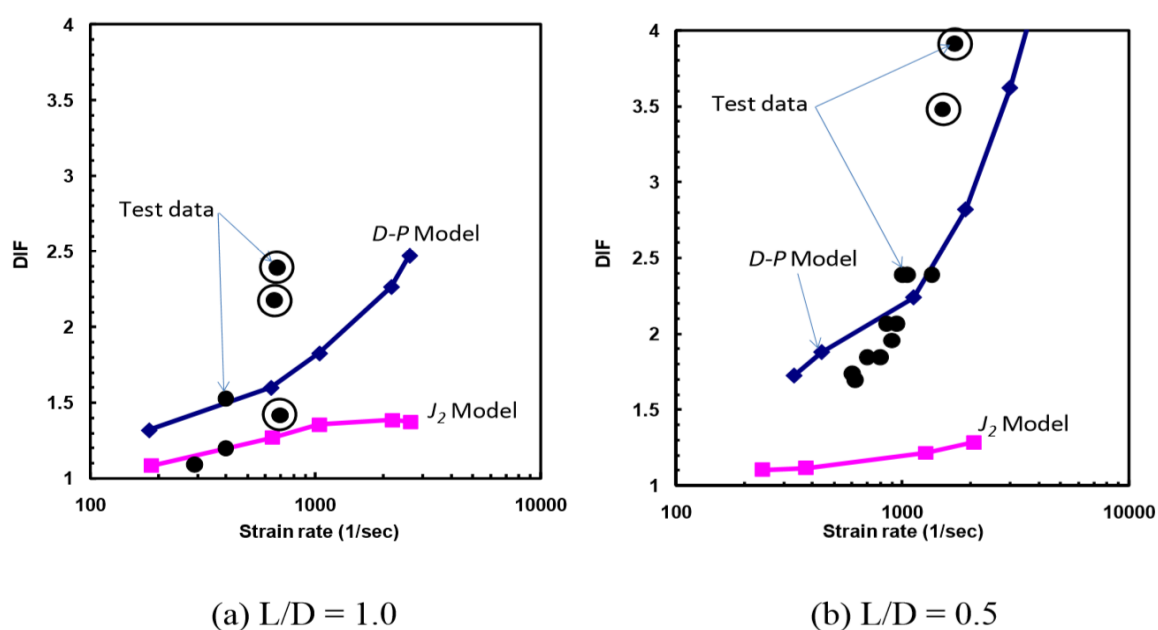 4
3.5
3
2.5
2
1.5
1
DIF
Test data
D-P Model
J2 Model
100
1000
10000
Strain rate (1/sec)
(a) L/D = 1.0
4
3.5
3
2.5
2
1.5
1
DIF
Test data
D-P Model
J2 Model
100
1000
10000
Strain rate (1/sec)
(b) L/D = 0.5